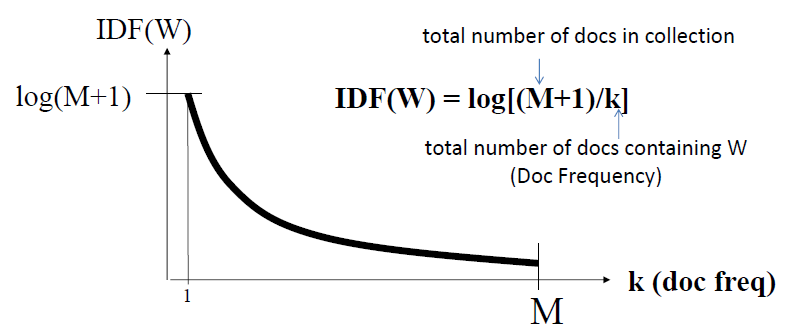 IDF(W)
total number of docs in collection
log(M+1)
IDF(W) = log[(M+1)/k]
total number of docs containing W
(Doc Frequency)
k (doc freq)
1
M